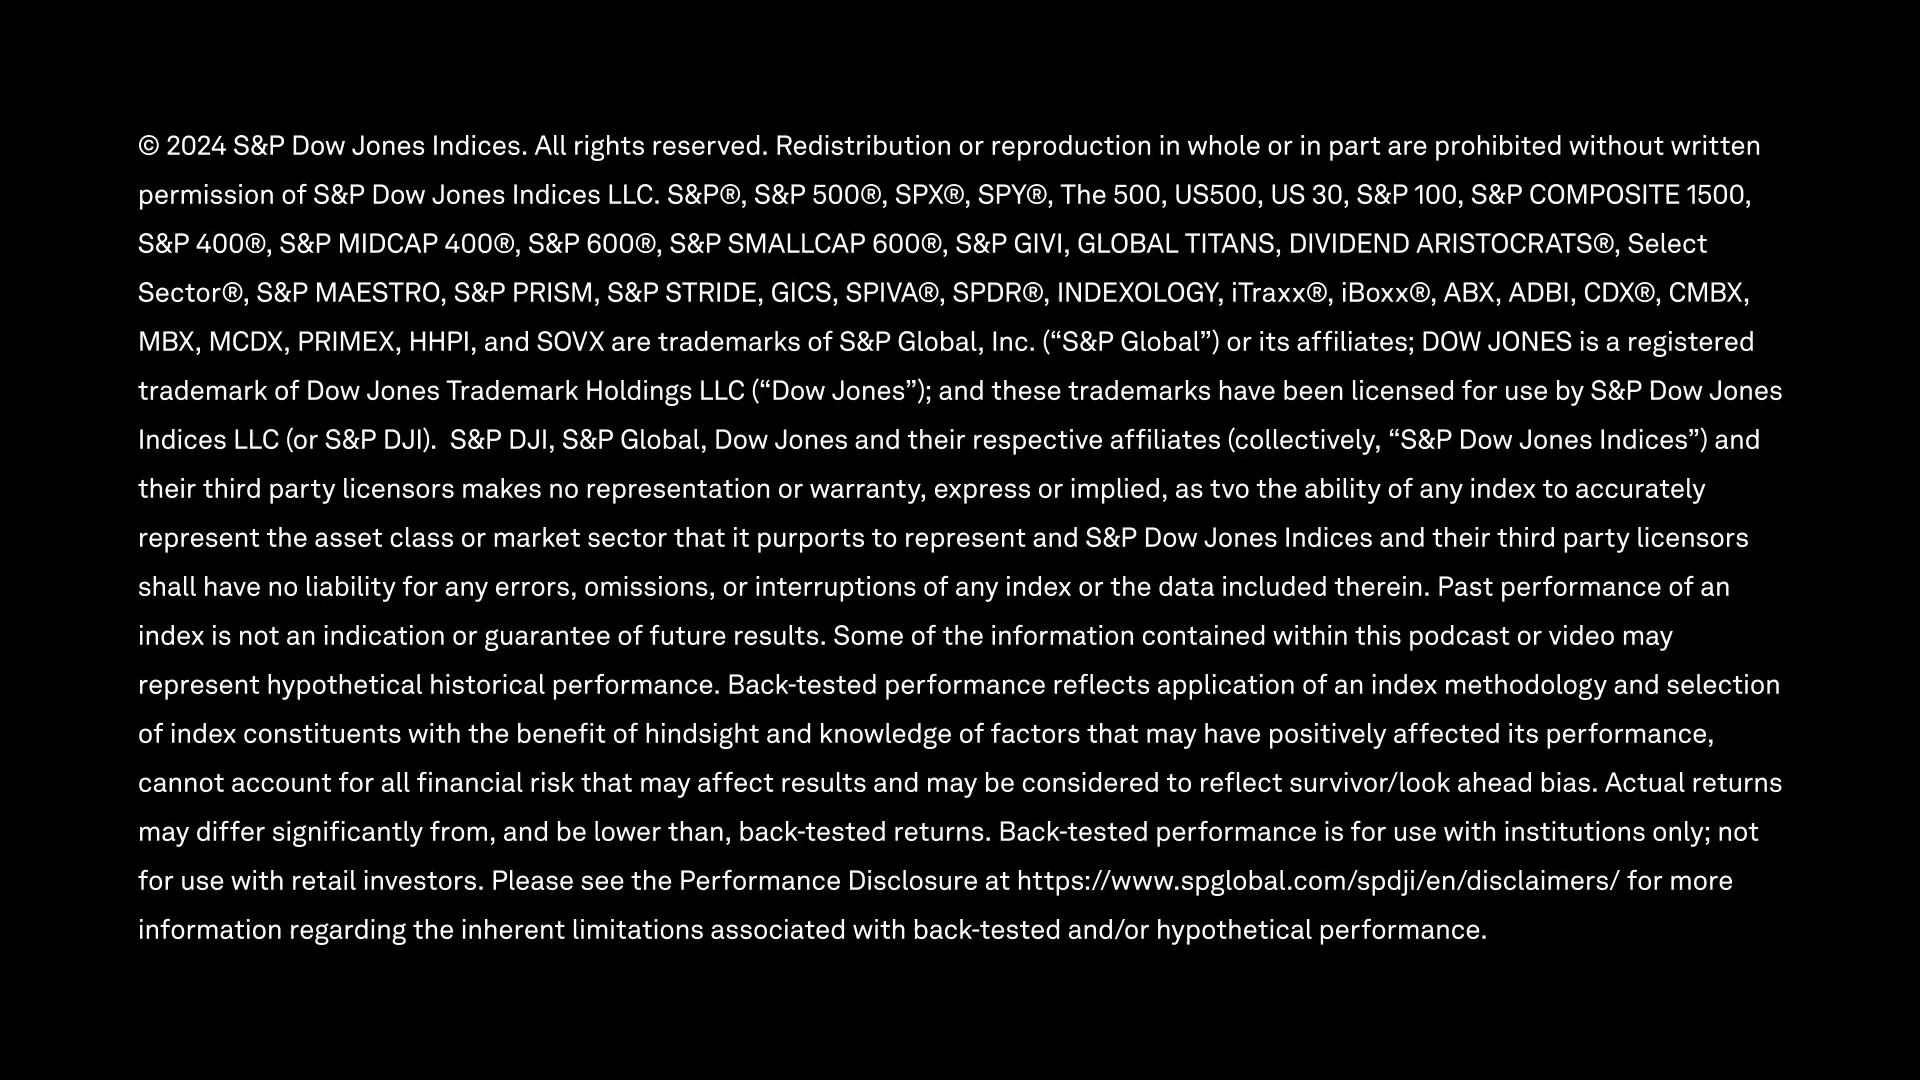 © 2024 S&P Dow Jones Indices. All rights reserved. Redistribution or reproduction in whole or in part are prohibited without written
permission of S&P Dow Jones Indices LLC. S&P®, S&P 500®, SPX®, SPY®, The 500, US500, US 30, S&P 100, S&P COMPOSITE 1500,
S&P 400®, S&P MIDCAP 400®, S&P 600®, S&P SMALLCAP 600®, S&P GIVI, GLOBAL TITANS, DIVIDEND ARISTOCRATS®, Select
Sector®, S&P MAESTRO, S&P PRISM, S&P STRIDE, GICS, SPIVA®, SPDR®, INDEXOLOGY, iTraxx®, iBoxx®, ABX, ADBI, CDX®, CMBX,
MBX, MCDX, PRIMEX, HHPI, and SOVX are trademarks of S&P Global, Inc. (“S&P Global”) or its affiliates; DOW JONES is a registered
trademark of Dow Jones Trademark Holdings LLC (“Dow Jones”); and these trademarks have been licensed for use by S&P Dow Jones
Indices LLC (or S&P DJI).  S&P DJI, S&P Global, Dow Jones and their respective affiliates (collectively, “S&P Dow Jones Indices”) and
their third party licensors makes no representation or warranty, express or implied, as tvo the ability of any index to accurately
represent the asset class or market sector that it purports to represent and S&P Dow Jones Indices and their third party licensors
shall have no liability for any errors, omissions, or interruptions of any index or the data included therein. Past performance of an
index is not an indication or guarantee of future results. Some of the information contained within this podcast or video may
represent hypothetical historical performance. Back-tested performance reflects application of an index methodology and selection
of index constituents with the benefit of hindsight and knowledge of factors that may have positively affected its performance,
cannot account for all financial risk that may affect results and may be considered to reflect survivor/look ahead bias. Actual returns
may differ significantly from, and be lower than, back-tested returns. Back-tested performance is for use with institutions only; not
for use with retail investors. Please see the Performance Disclosure at https://www.spglobal.com/spdji/en/disclaimers/ for more
information regarding the inherent limitations associated with back-tested and/or hypothetical performance.